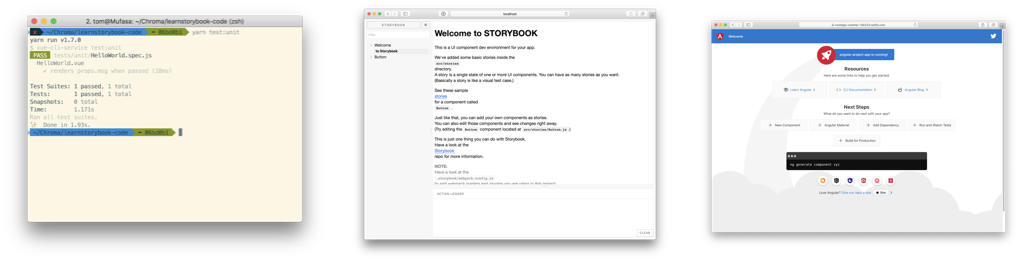 2. tom@Mufasa: ~/Chroma/learnstorybook-code (zsh)
~/Chroma/learnstorybook-code yarn test:unit
yarn run v1.7.0
$ vue-cli-service test:unit
PASS tests/unit/HelloWorld.spec.js
HelloWorld.vue
✓ renders props.msg when passed (18ms)
Test Suites: 1 passed, 1 total
Tests: 1 passed, 1 total
Snapshots: 0 total
Time: 1.171s
Ran all test suites.
✨ Done in 1.93s.
~/Chroma/learnstorybook-code
localhost
STORYBOOK
Filter
Welcome
to Storybook
Button
Welcome to STORYBOOK
This is a UI component dev environment for your app.
We've added some basic stories inside the
src/stories
directory.
A story is a single state of one or more UI components. You can have as many stories as you want.
(Basically a story is like a visual test case.)
See these sample
stories
for a component called
Button .
Just like that, you can add your own components as stories.
You can also edit those components and see changes right away.
(Try editing the Button component located at src/stories/Button.js .)
This is just one thing you can do with Storybook.
Have a look at the
Storybook
repo for more information.
NOTE:
Have a look at the
.storybook/webpack.config.js
to add webpack loaders and plugins you are using in this project.
ACTION LOGGER
CLEAR
Welcome
angular-project app is running!
Resources
Here are some links to help you get started:
Learn Angular
CLI Documentation
Angular Blog
Next Steps
What do you want to do next with your app?
+ New Component
+ Angular Material
+ Add Dependency
+ Run and Watch Tests
+ Build for Production
ng generate component xyz
Love Angular? Give our repo a star.
Star